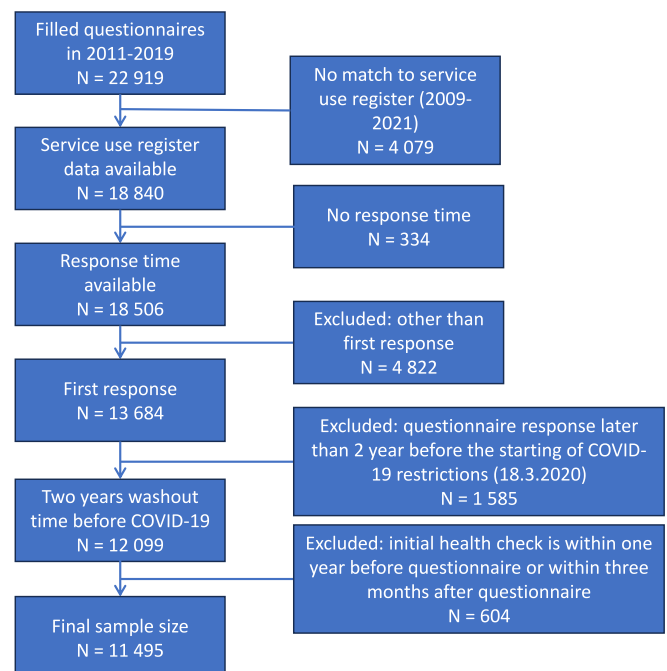 Filled questionnaires
in 2011-2019
N = 22 919
No match to service
use register (2009-
2021)
N = 4 079
Service use register
data available
N = 18 840
No response time
N = 334
Response time
available
N = 18 506
Excluded: other than
first response
N = 4 822
First response
N = 13 684
Excluded: questionnaire response later
than 2 year before the starting of COVID-
19 restrictions (18.3.2020)
N = 1 585
Two years washout
time before COVID-19
N = 12 099
Excluded: initial health check is within one
year before questionnaire or within three
months after questionnaire
N = 604
Final sample size
N = 11 495